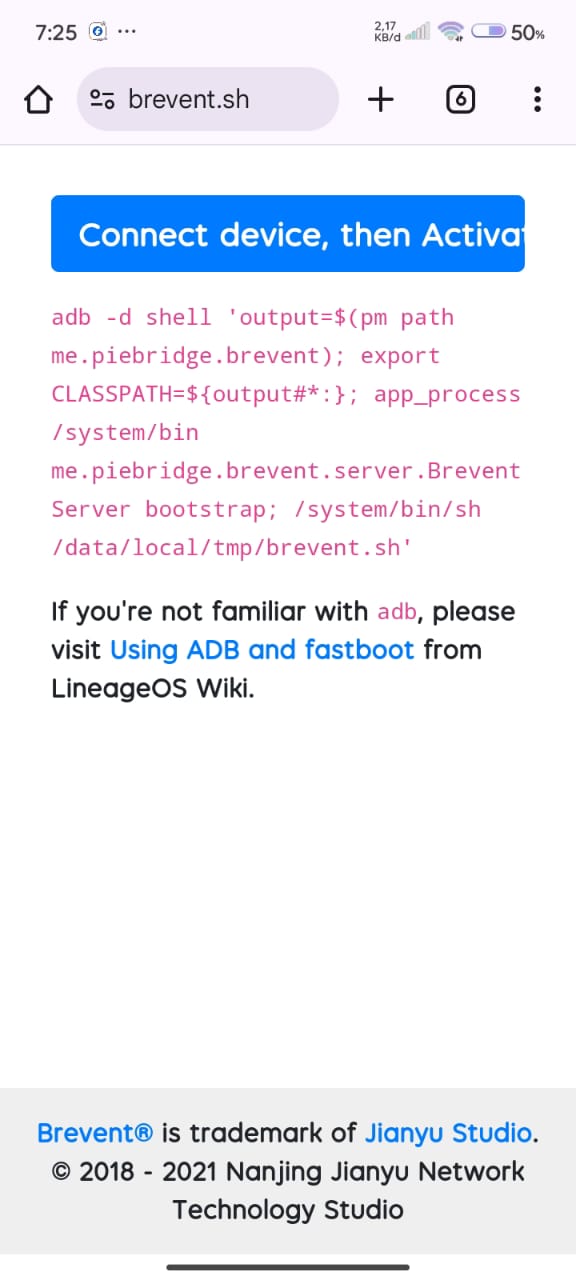 7:25 ...
2,17
KB/d
50%
brevent.sh
6
Connect device, then Activa
adb -d shell 'output=$(pm path
me.piebridge.brevent); export
CLASSPATH=${output#*:}; app_process
/system/bin
me.piebridge.brevent.server.Brevent
Server bootstrap; /system/bin/sh
/data/local/tmp/brevent.sh'
If you're not familiar with adb, please
visit Using ADB and fastboot from
LineageOS Wiki.
Brevent® is trademark of Jianyu Studio.
© 2018 - 2021 Nanjing Jianyu Network
Technology Studio